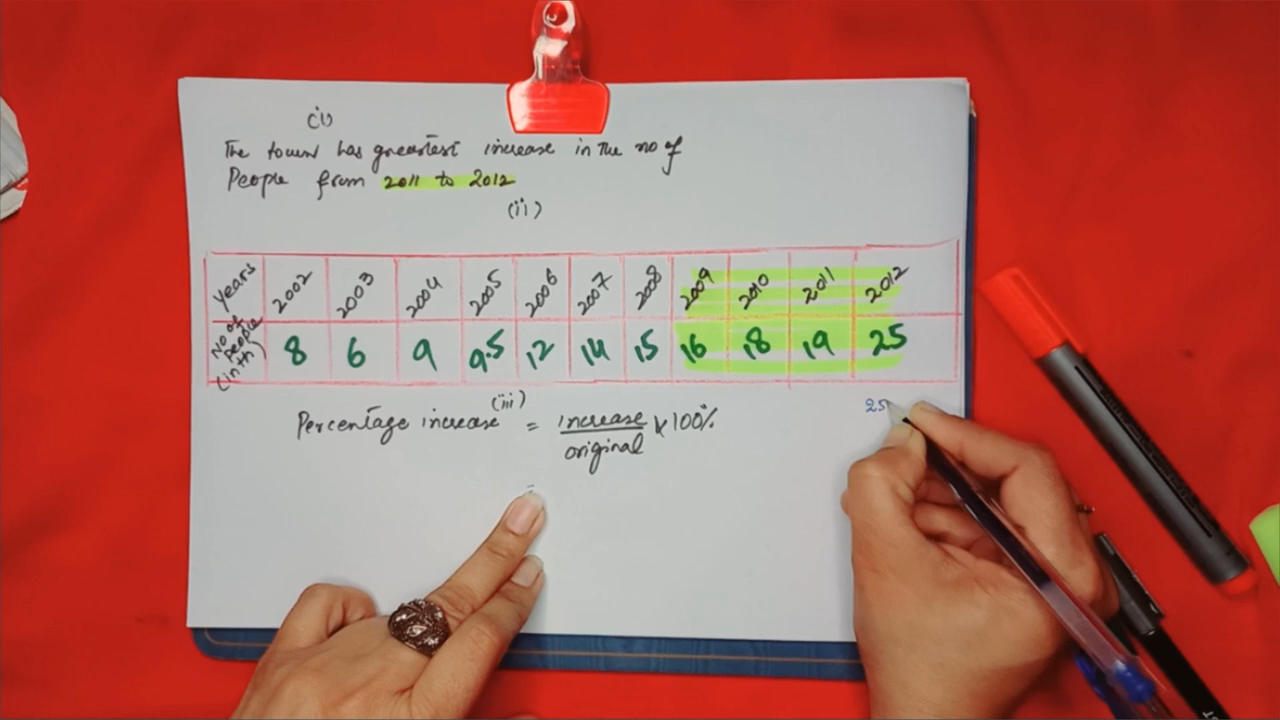 (i)
The town has greatest increase in the no of
People from 2011 to 2012
(ii)
years 2002 2003 2004 2005 2006 2007 2008 2009 2010 2011 2012
No of people (in th) 8 6 9 9.5 12 14 15 16 18 19 25
(iii)
Percentage increase = increase/original × 100%
25